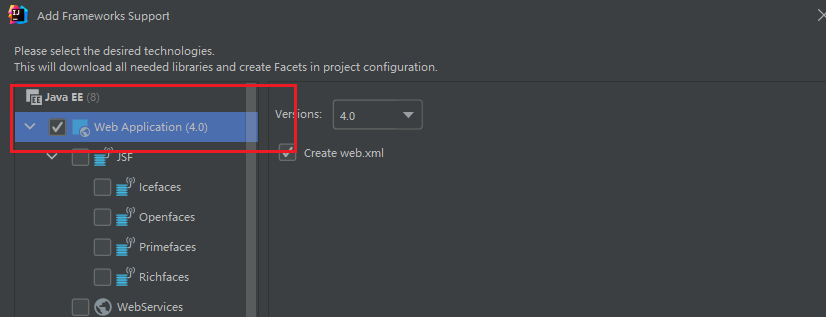 Add Frameworks Support
Please select the desired technologies.
This will download all needed libraries and create Facets in project configuration.
Java EE (8)
Versions: 4.0
Web Application (4.0)
Create web.xml
JSF
Icefaces
Openfaces
Primefaces
Richfaces
WebServices